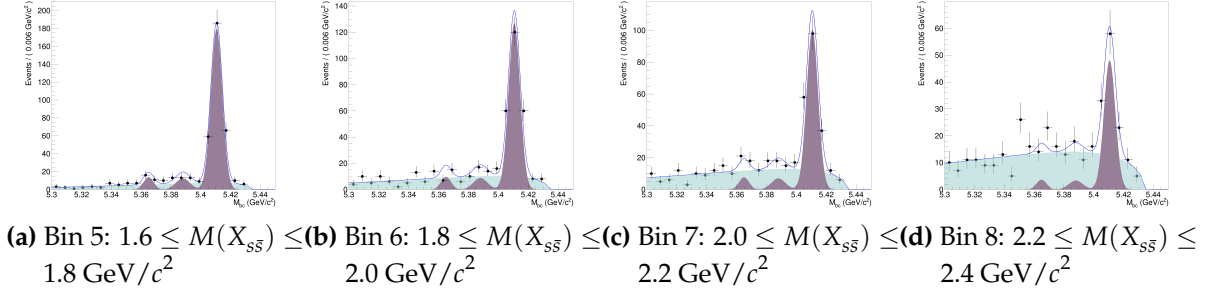 Events / ( 0.006 GeV/c²)
200
180
160
140
120
100
80
60
40
20
0
5.3 5.32 5.34 5.36 5.38 5.4 5.42 5.44
M_bc (GeV/c²)
Events / ( 0.006 GeV/c²)
140
120
100
80
60
40
20
0
5.3 5.32 5.34 5.36 5.38 5.4 5.42 5.44
M_bc (GeV/c²)
Events / ( 0.006 GeV/c²)
100
80
60
40
20
0
5.3 5.32 5.34 5.36 5.38 5.4 5.42 5.44
M_bc (GeV/c²)
Events / ( 0.006 GeV/c²)
70
60
50
40
30
20
10
0
5.3 5.32 5.34 5.36 5.38 5.4 5.42 5.44
M_bc (GeV/c²)
(a) Bin 5: 1.6 ≤ M(X_ss̄) ≤
1.8 GeV/c²
(b) Bin 6: 1.8 ≤ M(X_ss̄) ≤
2.0 GeV/c²
(c) Bin 7: 2.0 ≤ M(X_ss̄) ≤
2.2 GeV/c²
(d) Bin 8: 2.2 ≤ M(X_ss̄) ≤
2.4 GeV/c²